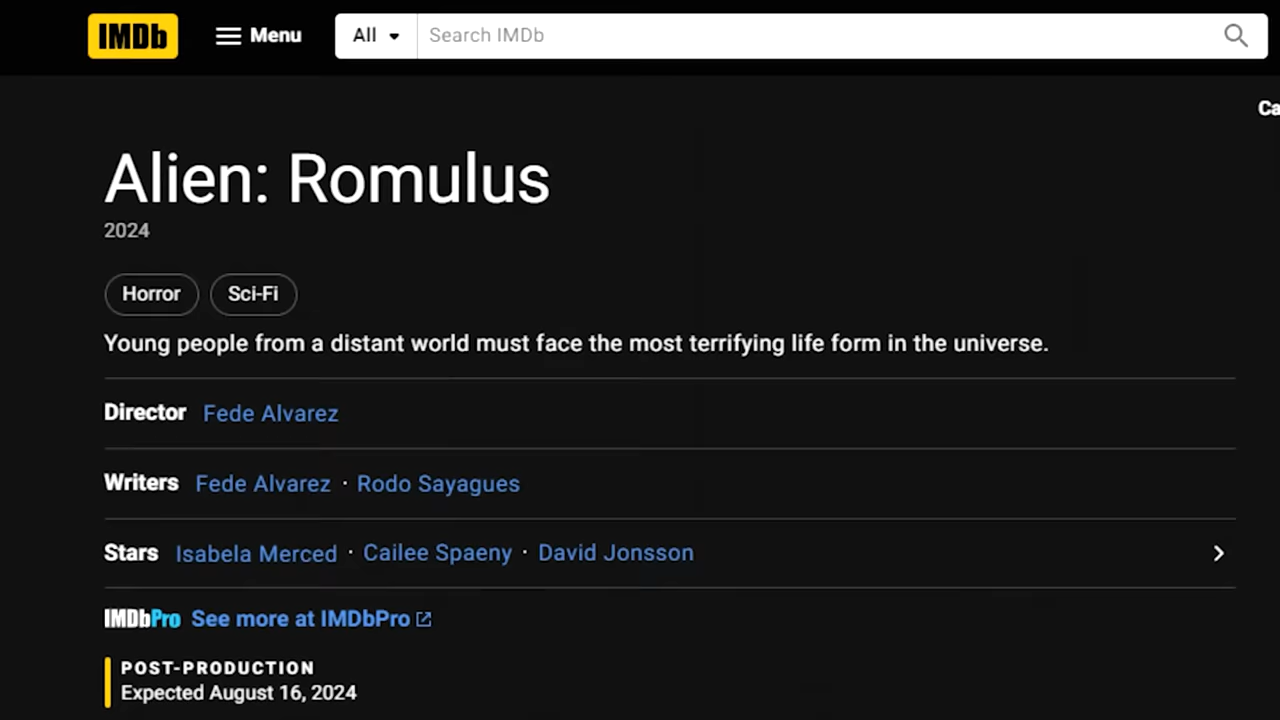 IMDb Menu All Search IMDb
Ca
Alien: Romulus
2024
Horror Sci-Fi
Young people from a distant world must face the most terrifying life form in the universe.
Director Fede Alvarez
Writers Fede Alvarez · Rodo Sayagues
Stars Isabela Merced · Cailee Spaeny · David Jonsson
IMDbPro See more at IMDbPro
POST-PRODUCTION
Expected August 16, 2024